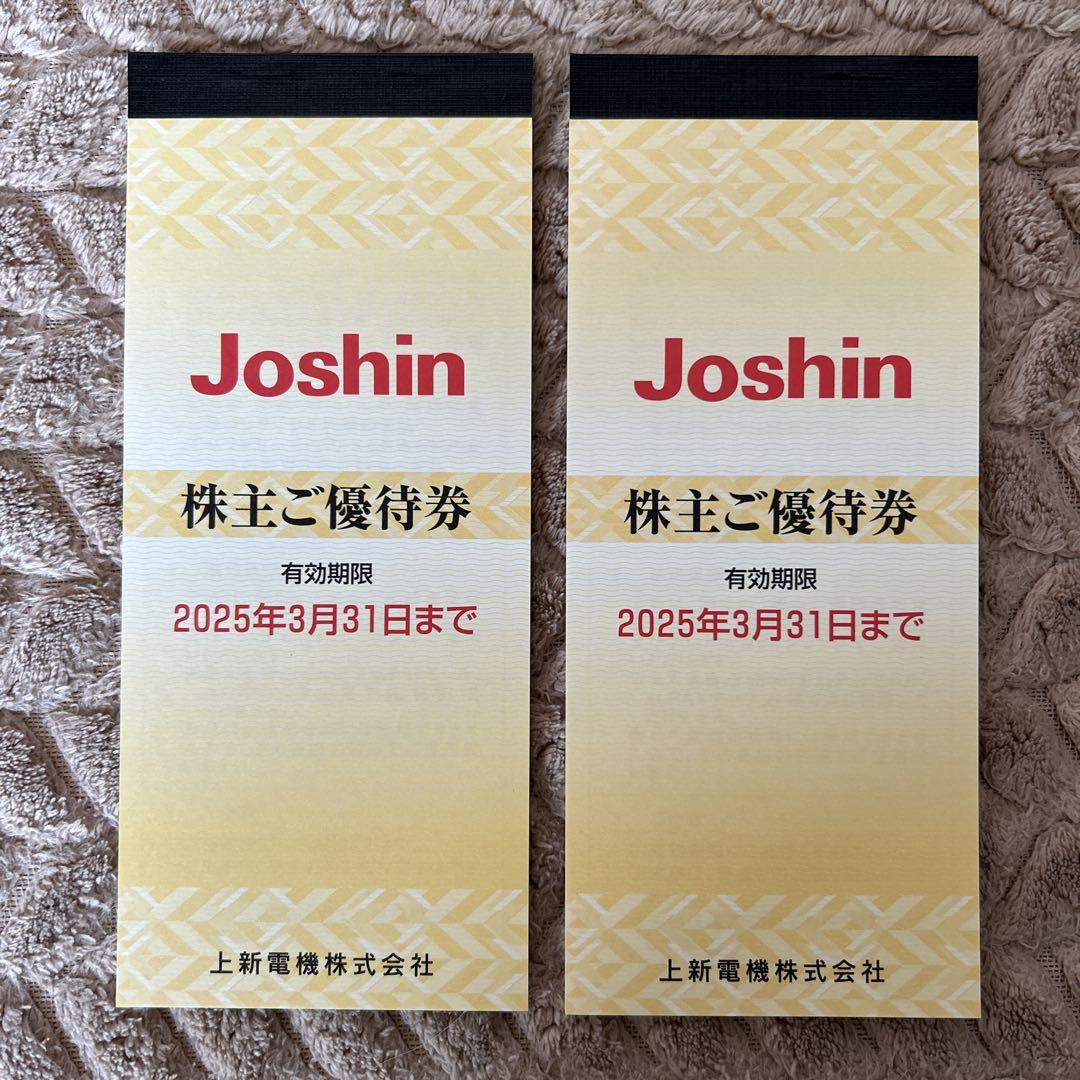 Joshin
株主ご優待券
有効期限
2025年3月31日まで
上新電機株式会社
Joshin
株主ご優待券
有効期限
2025年3月31日まで
上新電機株式会社